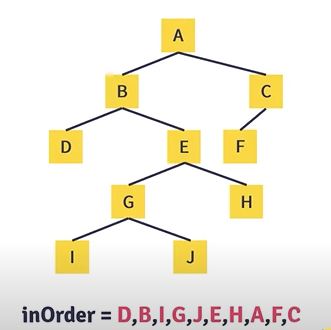 A
B C
D E F
G H
I J
inOrder = D,B,I,G,J,E,H,A,F,C